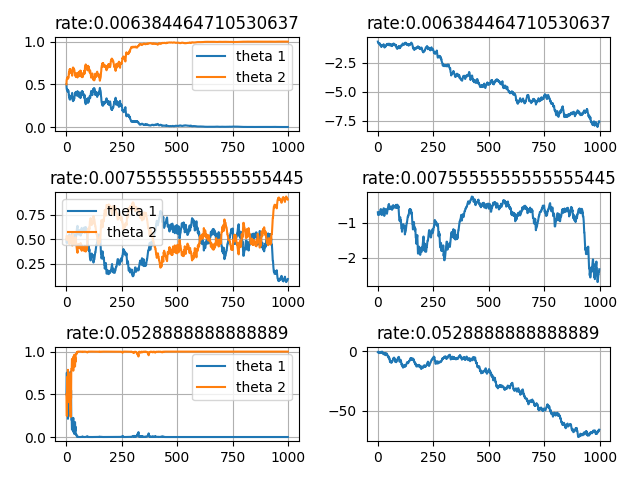 rate:0.006384464710530637
1.0
0.5
0.0
theta 1
theta 2
0 250 500 750 1000
rate:0.006384464710530637
−2.5
−5.0
−7.5
0 250 500 750 1000
rate:0.0075555555555555445
0.75
0.50
0.25
theta 1
theta 2
0 250 500 750 1000
rate:0.0075555555555555445
−1
−2
0 250 500 750 1000
rate:0.0528888888888889
1.0
0.5
0.0
theta 1
theta 2
0 250 500 750 1000
rate:0.0528888888888889
0
−50
0 250 500 750 1000